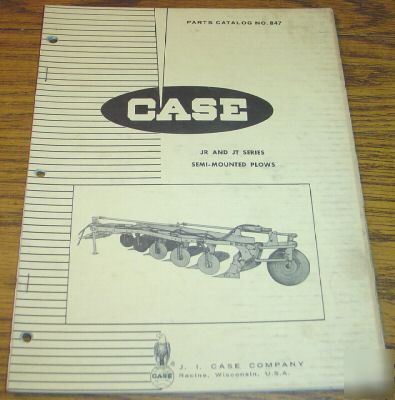 PARTS CATALOG NO. 847
CASE
JR AND JT SERIES
SEMI-MOUNTED PLOWS
CASE
J. I. CASE COMPANY
Racine, Wisconsin, U.S.A.